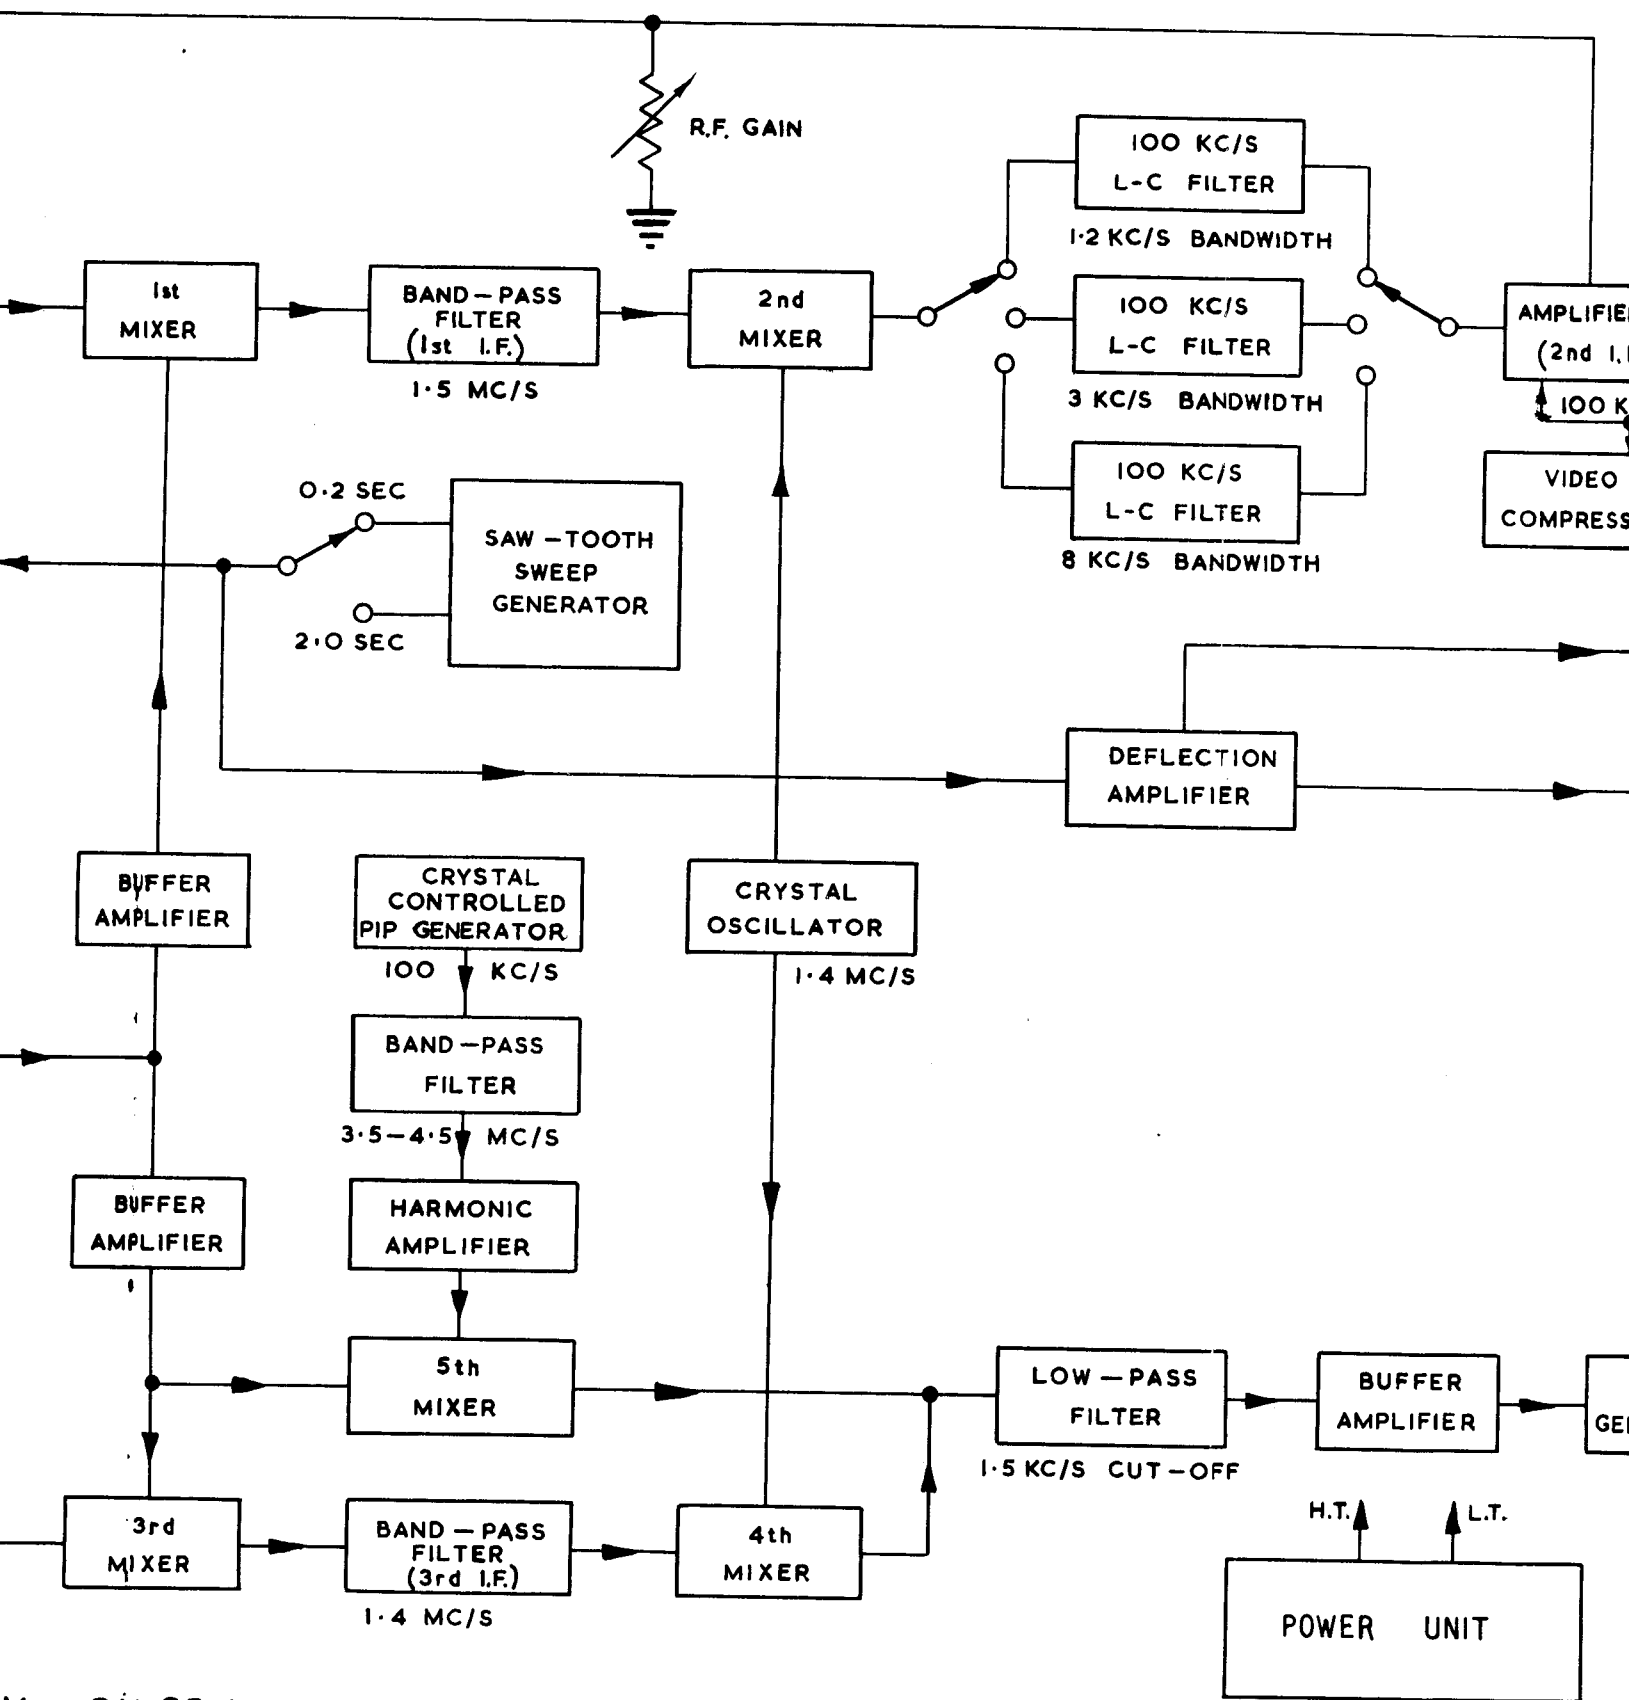 R.F. GAIN
100 KC/S
L-C FILTER
1.2 KC/S BANDWIDTH
1st
MIXER
BAND-PASS
FILTER
(1st I.F.)
1.5 MC/S
2nd
MIXER
100 KC/S
L-C FILTER
3 KC/S BANDWIDTH
100 KC/S
L-C FILTER
8 KC/S BANDWIDTH
(2nd
100
VIDEO
0.2 SEC
2.0 SEC
SAW-TOOTH
SWEEP
GENERATOR
DEFLECTION
AMPLIFIER
BUFFER
AMPLIFIER
CRYSTAL
CONTROLLED
PIP GENERATOR
100 KC/S
CRYSTAL
OSCILLATOR
1.4 MC/S
BAND-PASS
FILTER
3.5-4.5 MC/S
BUFFER
AMPLIFIER
HARMONIC
AMPLIFIER
5th
MIXER
LOW-PASS
FILTER
1.5 KC/S CUT-OFF
BUFFER
AMPLIFIER
3rd
MIXER
BAND-PASS
FILTER
(3rd I.F.)
1.4 MC/S
4th
MIXER
H.T.
L.T.
POWER UNIT